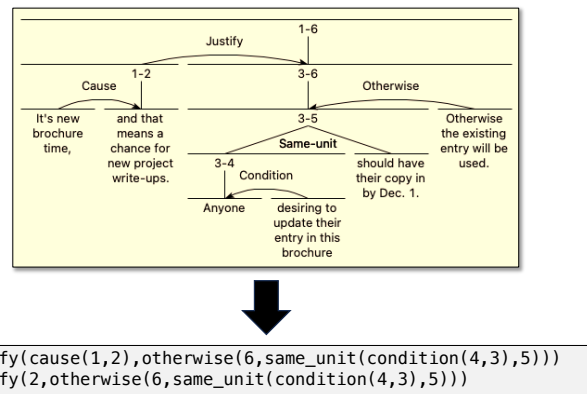 1-6
Justify
1-2
3-6
Cause
Otherwise
It's new
brochure
time,
and that
means a
chance for
new project
write-ups.
3-5
Same-unit
Otherwise
the existing
entry will be
used.
3-4
Condition
should have
their copy in
by Dec. 1.
Anyone
desiring to
update their
entry in this
brochure
fy(cause(1,2),otherwise(6,same_unit(condition(4,3),5)))
fy(2,otherwise(6,same_unit(condition(4,3),5)))